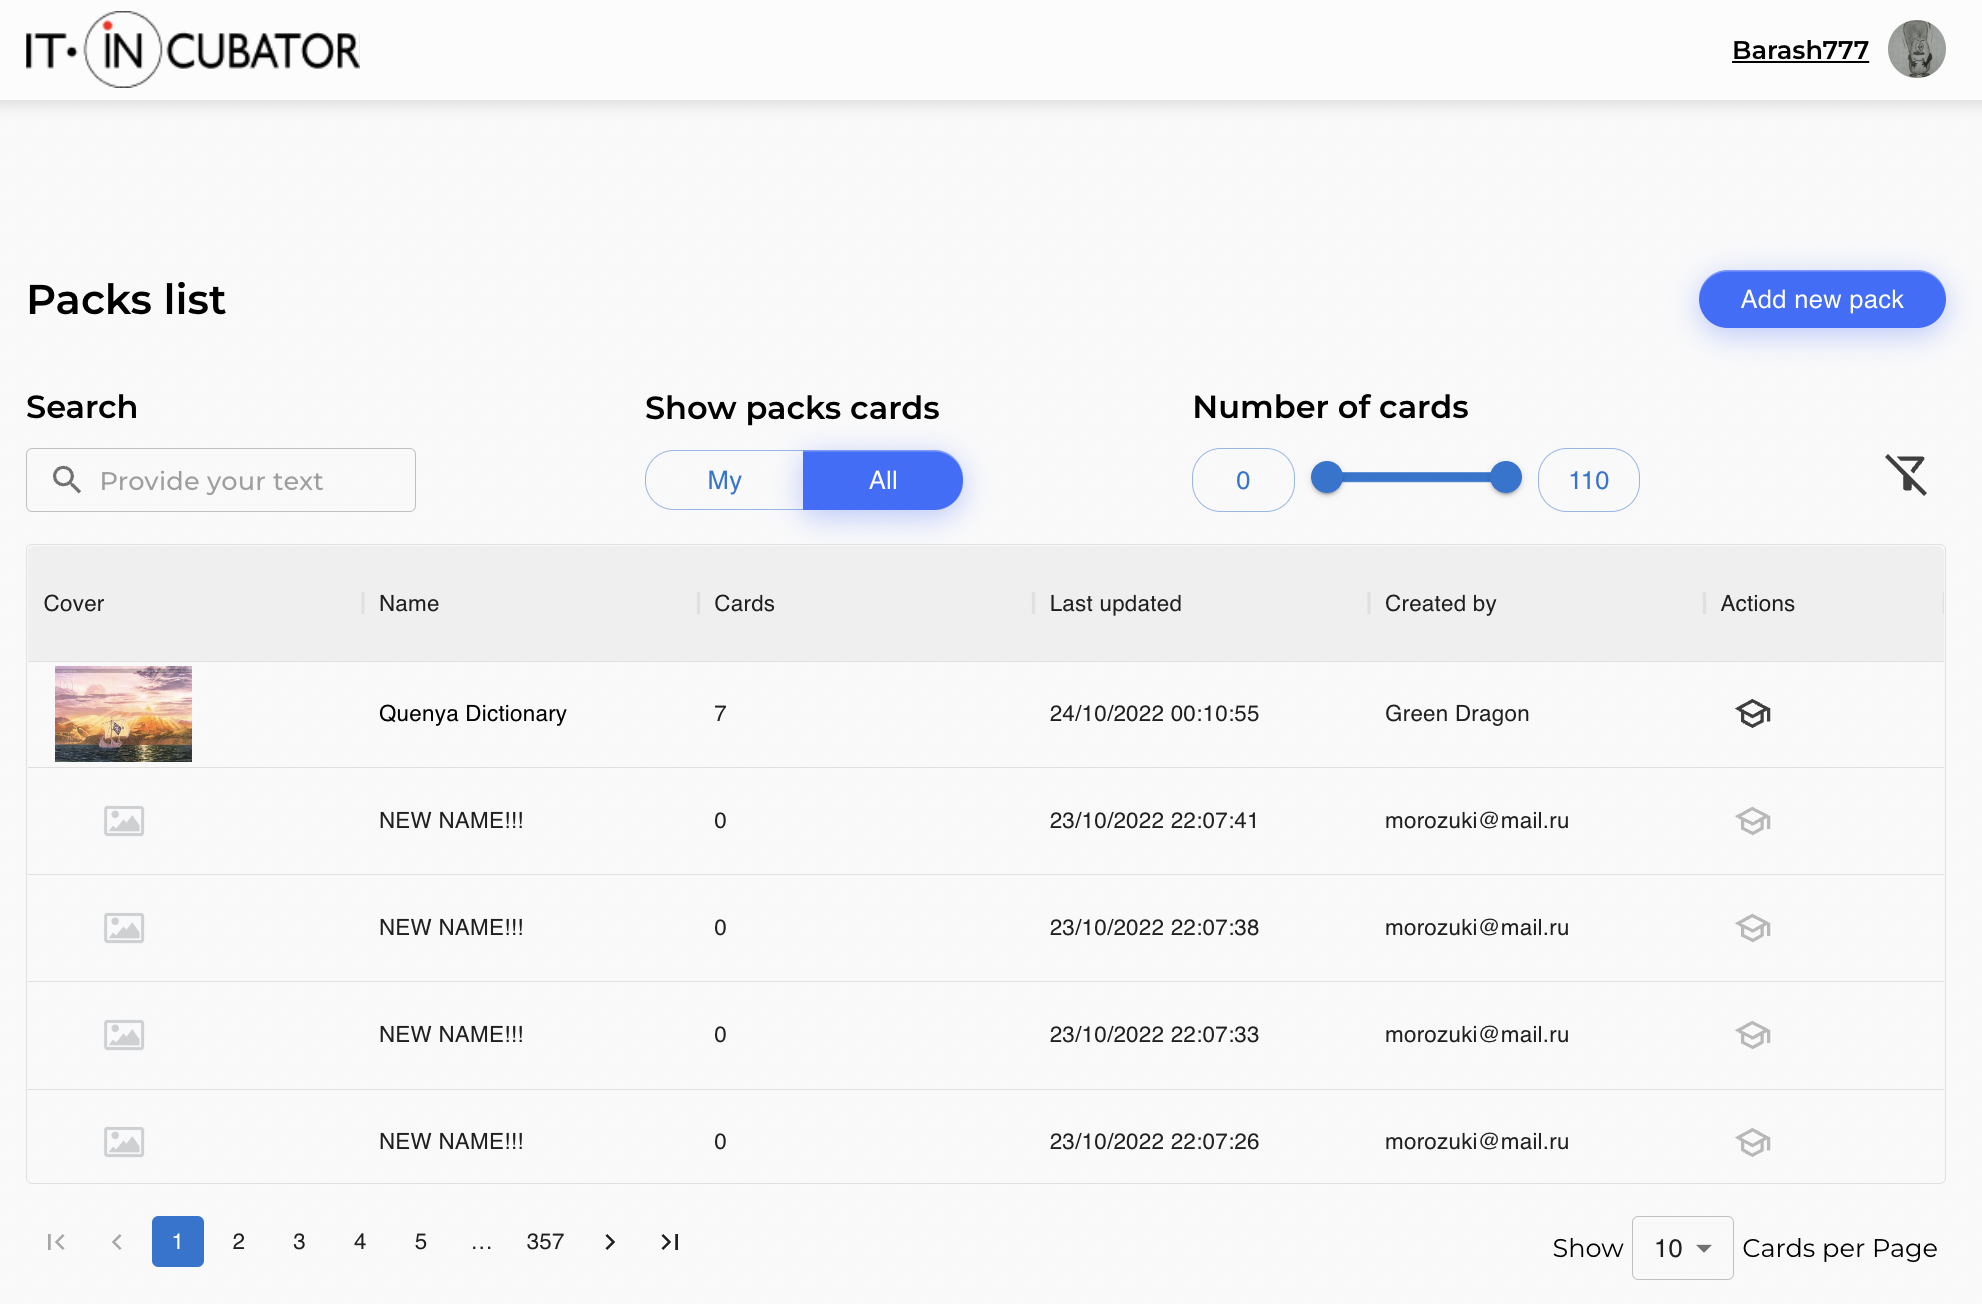 IT·INCUBATOR
Barash777
Packs list
Add new pack
Search
Show packs cards
Number of cards
Provide your text
My
All
0
110
Cover
Name
Cards
Last updated
Created by
Actions
Quenya Dictionary
7
24/10/2022 00:10:55
Green Dragon
NEW NAME!!!
0
23/10/2022 22:07:41
morozuki@mail.ru
NEW NAME!!!
0
23/10/2022 22:07:38
morozuki@mail.ru
NEW NAME!!!
0
23/10/2022 22:07:33
morozuki@mail.ru
NEW NAME!!!
0
23/10/2022 22:07:26
morozuki@mail.ru
1
2
3
4
5
...
357
Show
10
Cards per Page